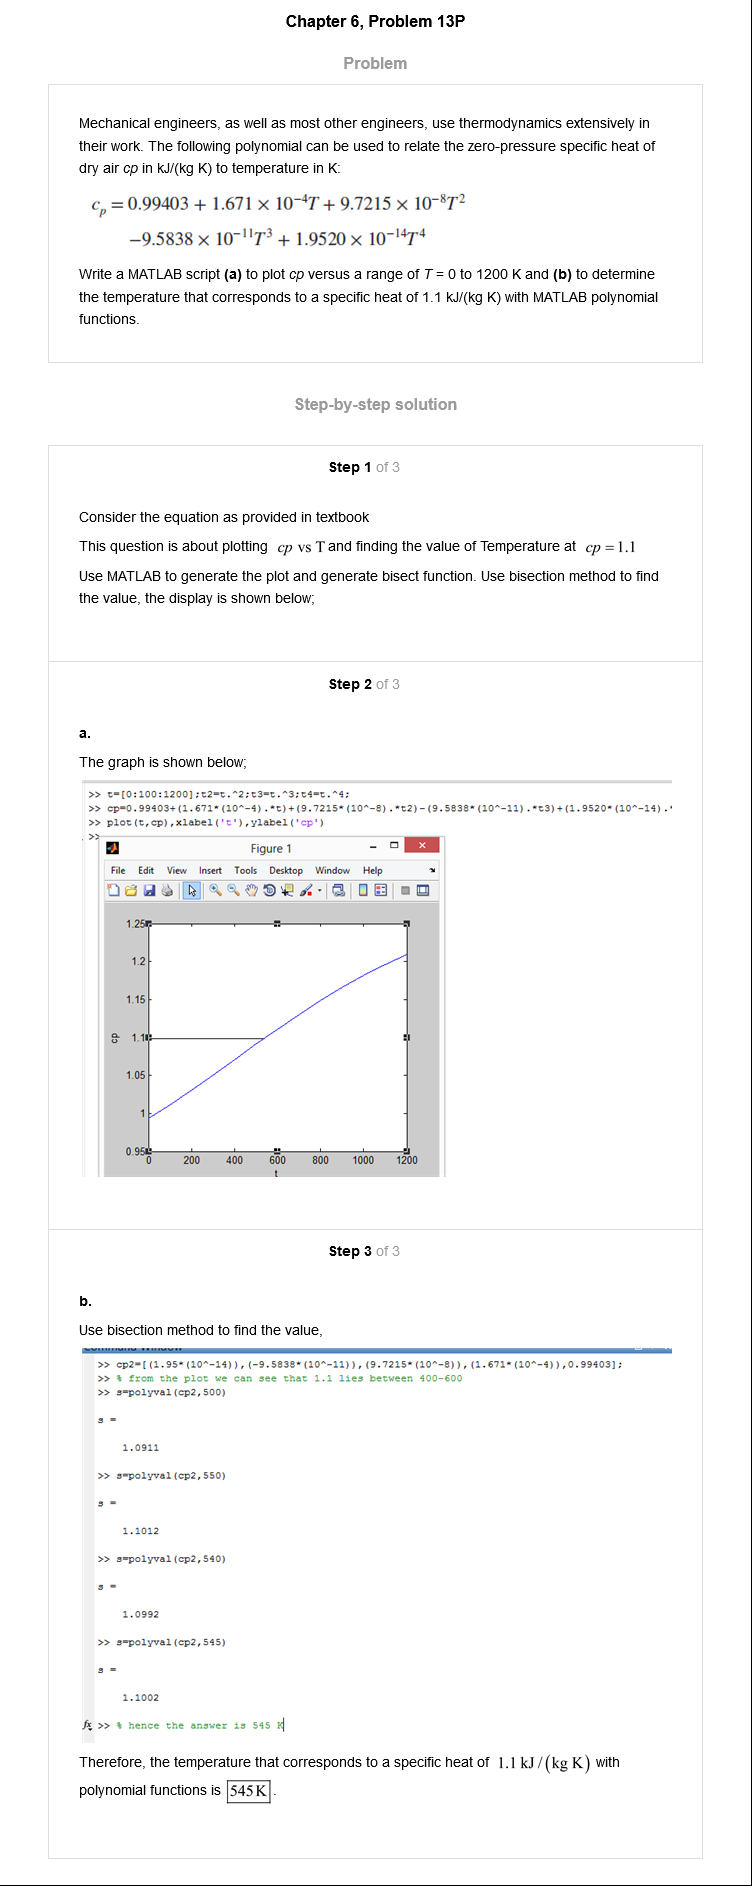 Chapter 6, Problem 13P
Problem
Mechanical engineers, as well as most other engineers, use thermodynamics extensively in
their work. The following polynomial can be used to relate the zero-pressure specific heat of
dry air cp in kJ/(kg K) to temperature in K:
c_p = 0.99403 + 1.671 × 10⁻⁴T + 9.7215 × 10⁻⁸T²
−9.5838 × 10⁻¹¹T³ + 1.9520 × 10⁻¹⁴T⁴
Write a MATLAB script (a) to plot cp versus a range of T = 0 to 1200 K and (b) to determine
the temperature that corresponds to a specific heat of 1.1 kJ/(kg K) with MATLAB polynomial
functions.
Step-by-step solution
Step 1 of 3
Consider the equation as provided in textbook
This question is about plotting cp vs T and finding the value of Temperature at cp = 1.1
Use MATLAB to generate the plot and generate bisect function. Use bisection method to find
the value, the display is shown below;
Step 2 of 3
a.
The graph is shown below;
>> t=[0:100:1200];t2=t.^2;t3=t.^3;t4=t.^4;
>> cp=0.99403+(1.671*(10^-4).*t)+(9.7215*(10^-8).*t2)-(9.5838*(10^-11).*t3)+(1.9520*(10^-14).*
>> plot(t,cp),xlabel('t'),ylabel('cp')
>>
Figure 1
File Edit View Insert Tools Desktop Window Help
1.25
1.2
1.15
1.1
1.05
1
0.95
cp
0 200 400 600 800 1000 1200
t
Step 3 of 3
b.
Use bisection method to find the value,
Command Window
>> cp2=[(1.95*(10^-14)),(-9.5838*(10^-11)),(9.7215*(10^-8)),(1.671*(10^-4)),0.99403];
>> % from the plot we can see that 1.1 lies between 400-600
>> s=polyval(cp2,500)
s =
1.0911
>> s=polyval(cp2,550)
s =
1.1012
>> s=polyval(cp2,540)
s =
1.0992
>> s=polyval(cp2,545)
s =
1.1002
fx >> % hence the answer is 545 K
Therefore, the temperature that corresponds to a specific heat of 1.1 kJ / (kg K) with
polynomial functions is 545 K.